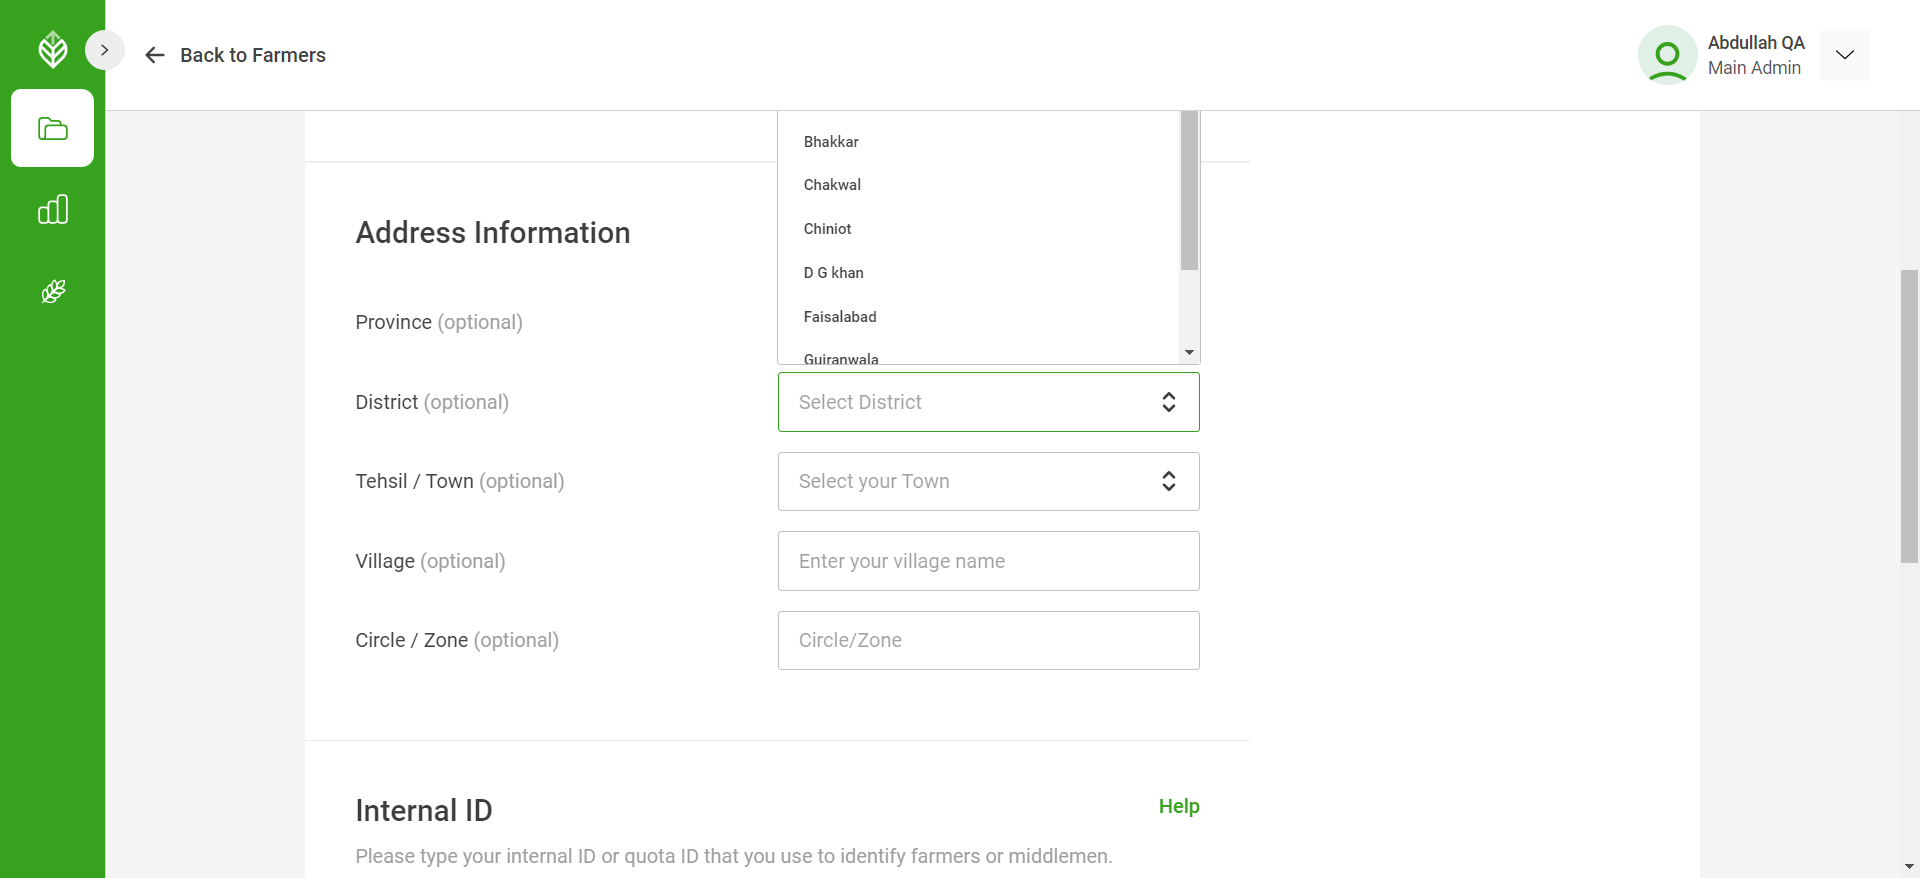 Back to Farmers
Abdullah QA
Main Admin
Bhakkar
Chakwal
Chiniot
D G khan
Faisalabad
Gujranwala
Address Information
Province (optional)
District (optional)
Select District
Tehsil / Town (optional)
Select your Town
Village (optional)
Enter your village name
Circle / Zone (optional)
Circle/Zone
Internal ID
Help
Please type your internal ID or quota ID that you use to identify farmers or middlemen.